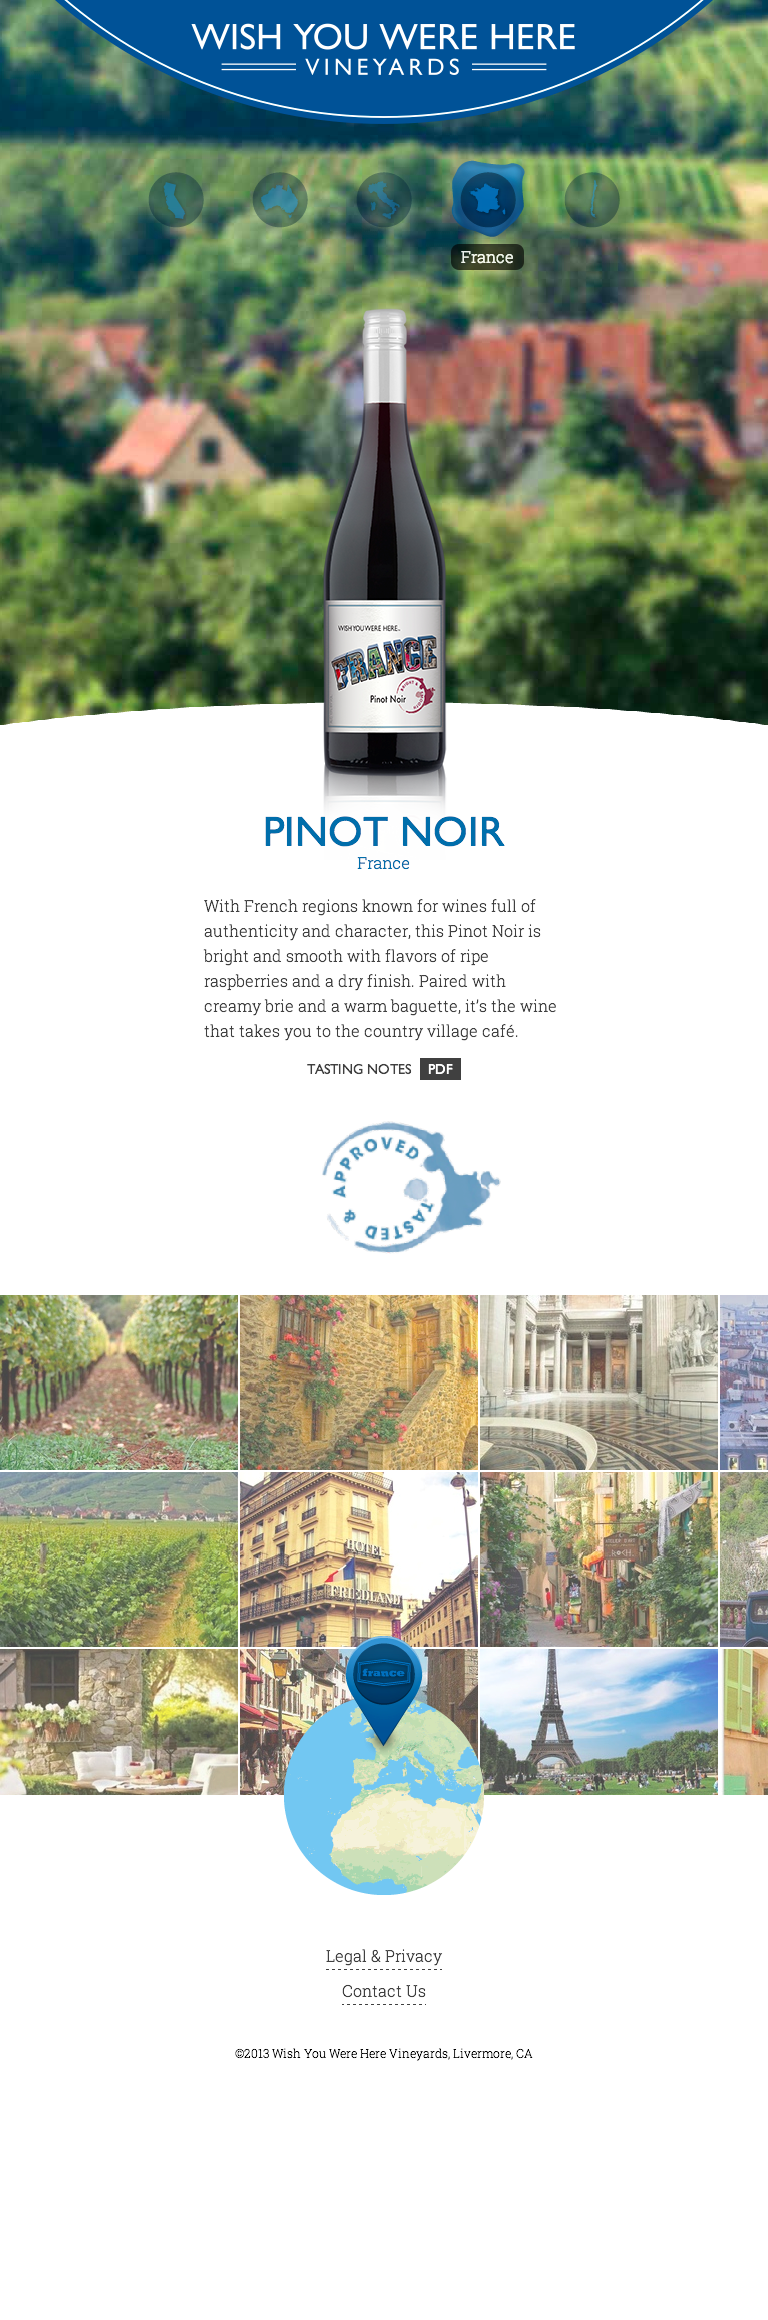 WISH YOU WERE HERE
VINEYARDS
France
WISH YOU WERE HERE
FRANCE
Pinot Noir
PINOT NOIR
France
With French regions known for wines full of
authenticity and character, this Pinot Noir is
bright and smooth with flavors of ripe
raspberries and a dry finish. Paired with
creamy brie and a warm baguette, it’s the wine
that takes you to the country village café.
TASTING NOTES PDF
TASTED & APPROVED
HOTEL
FRIEDLAND
france
Legal & Privacy
Contact Us
©2013 Wish You Were Here Vineyards, Livermore, CA